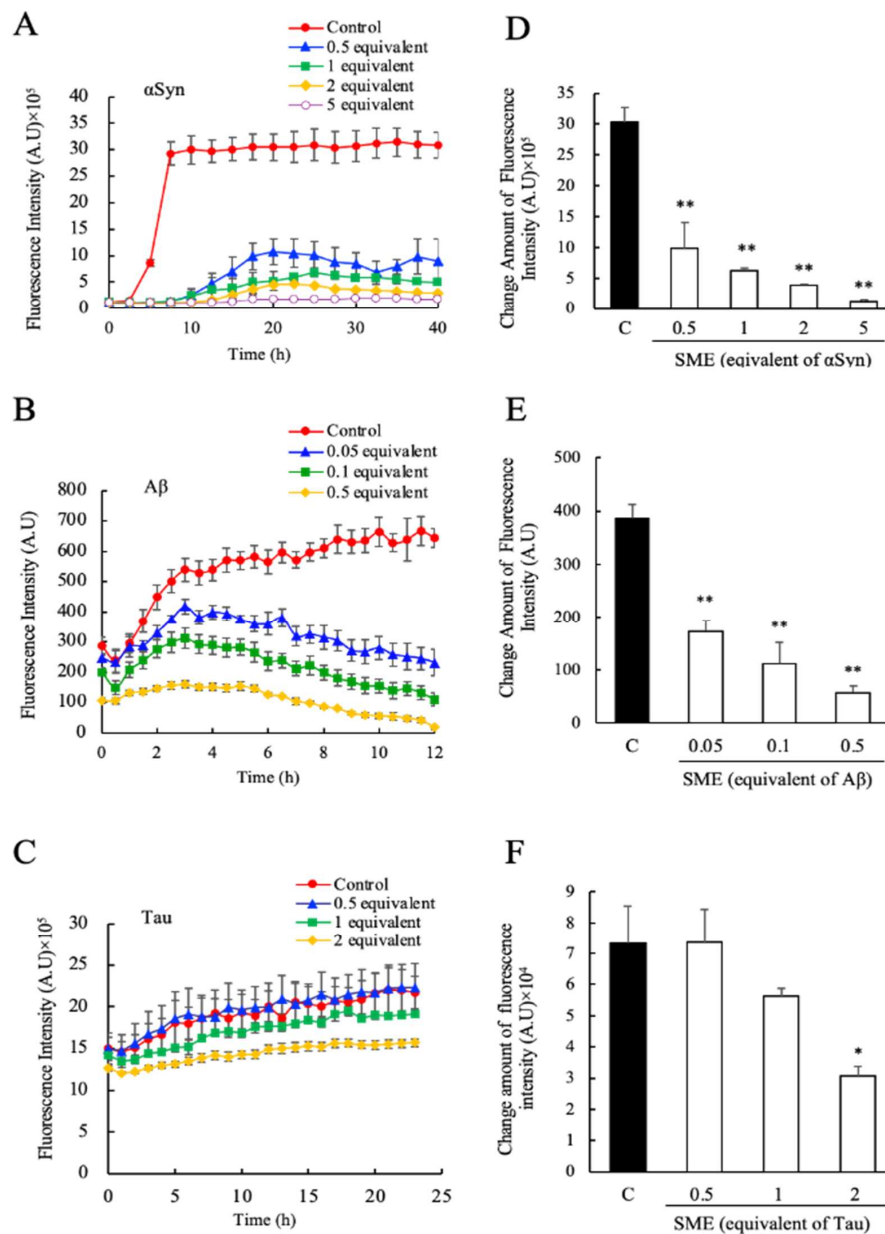 A
Control
0.5 equivalent
1 equivalent
2 equivalent
5 equivalent
αSyn
Fluorescence Intensity (A.U)×10⁵
40
35
30
25
20
15
10
5
0
0 10 20 30 40
Time (h)
D
Change Amount of Fluorescence
Intensity (A.U)×10⁵
35
30
25
20
15
10
5
0
**
**
**
**
C 0.5 1 2 5
SME (eqivalent of αSyn)
B
Control
0.05 equivalent
0.1 equivalent
0.5 equivalent
Aβ
Fluorescence Intensity (A.U)
800
700
600
500
400
300
200
100
0
0 2 4 6 8 10 12
Time (h)
E
Change Amount of Fluorescence
Intensity (A.U)
500
400
300
200
100
0
**
**
**
C 0.05 0.1 0.5
SME (equivalent of Aβ)
C
Control
0.5 equivalent
1 equivalent
2 equivalent
Tau
Fluorescence Intensity (A.U)×10⁵
30
25
20
15
10
5
0
0 5 10 15 20 25
Time (h)
F
Change amount of fluorescence
intensity (A.U)×10⁴
9
8
7
6
5
4
3
2
1
0
*
C 0.5 1 2
SME (equivalent of Tau)